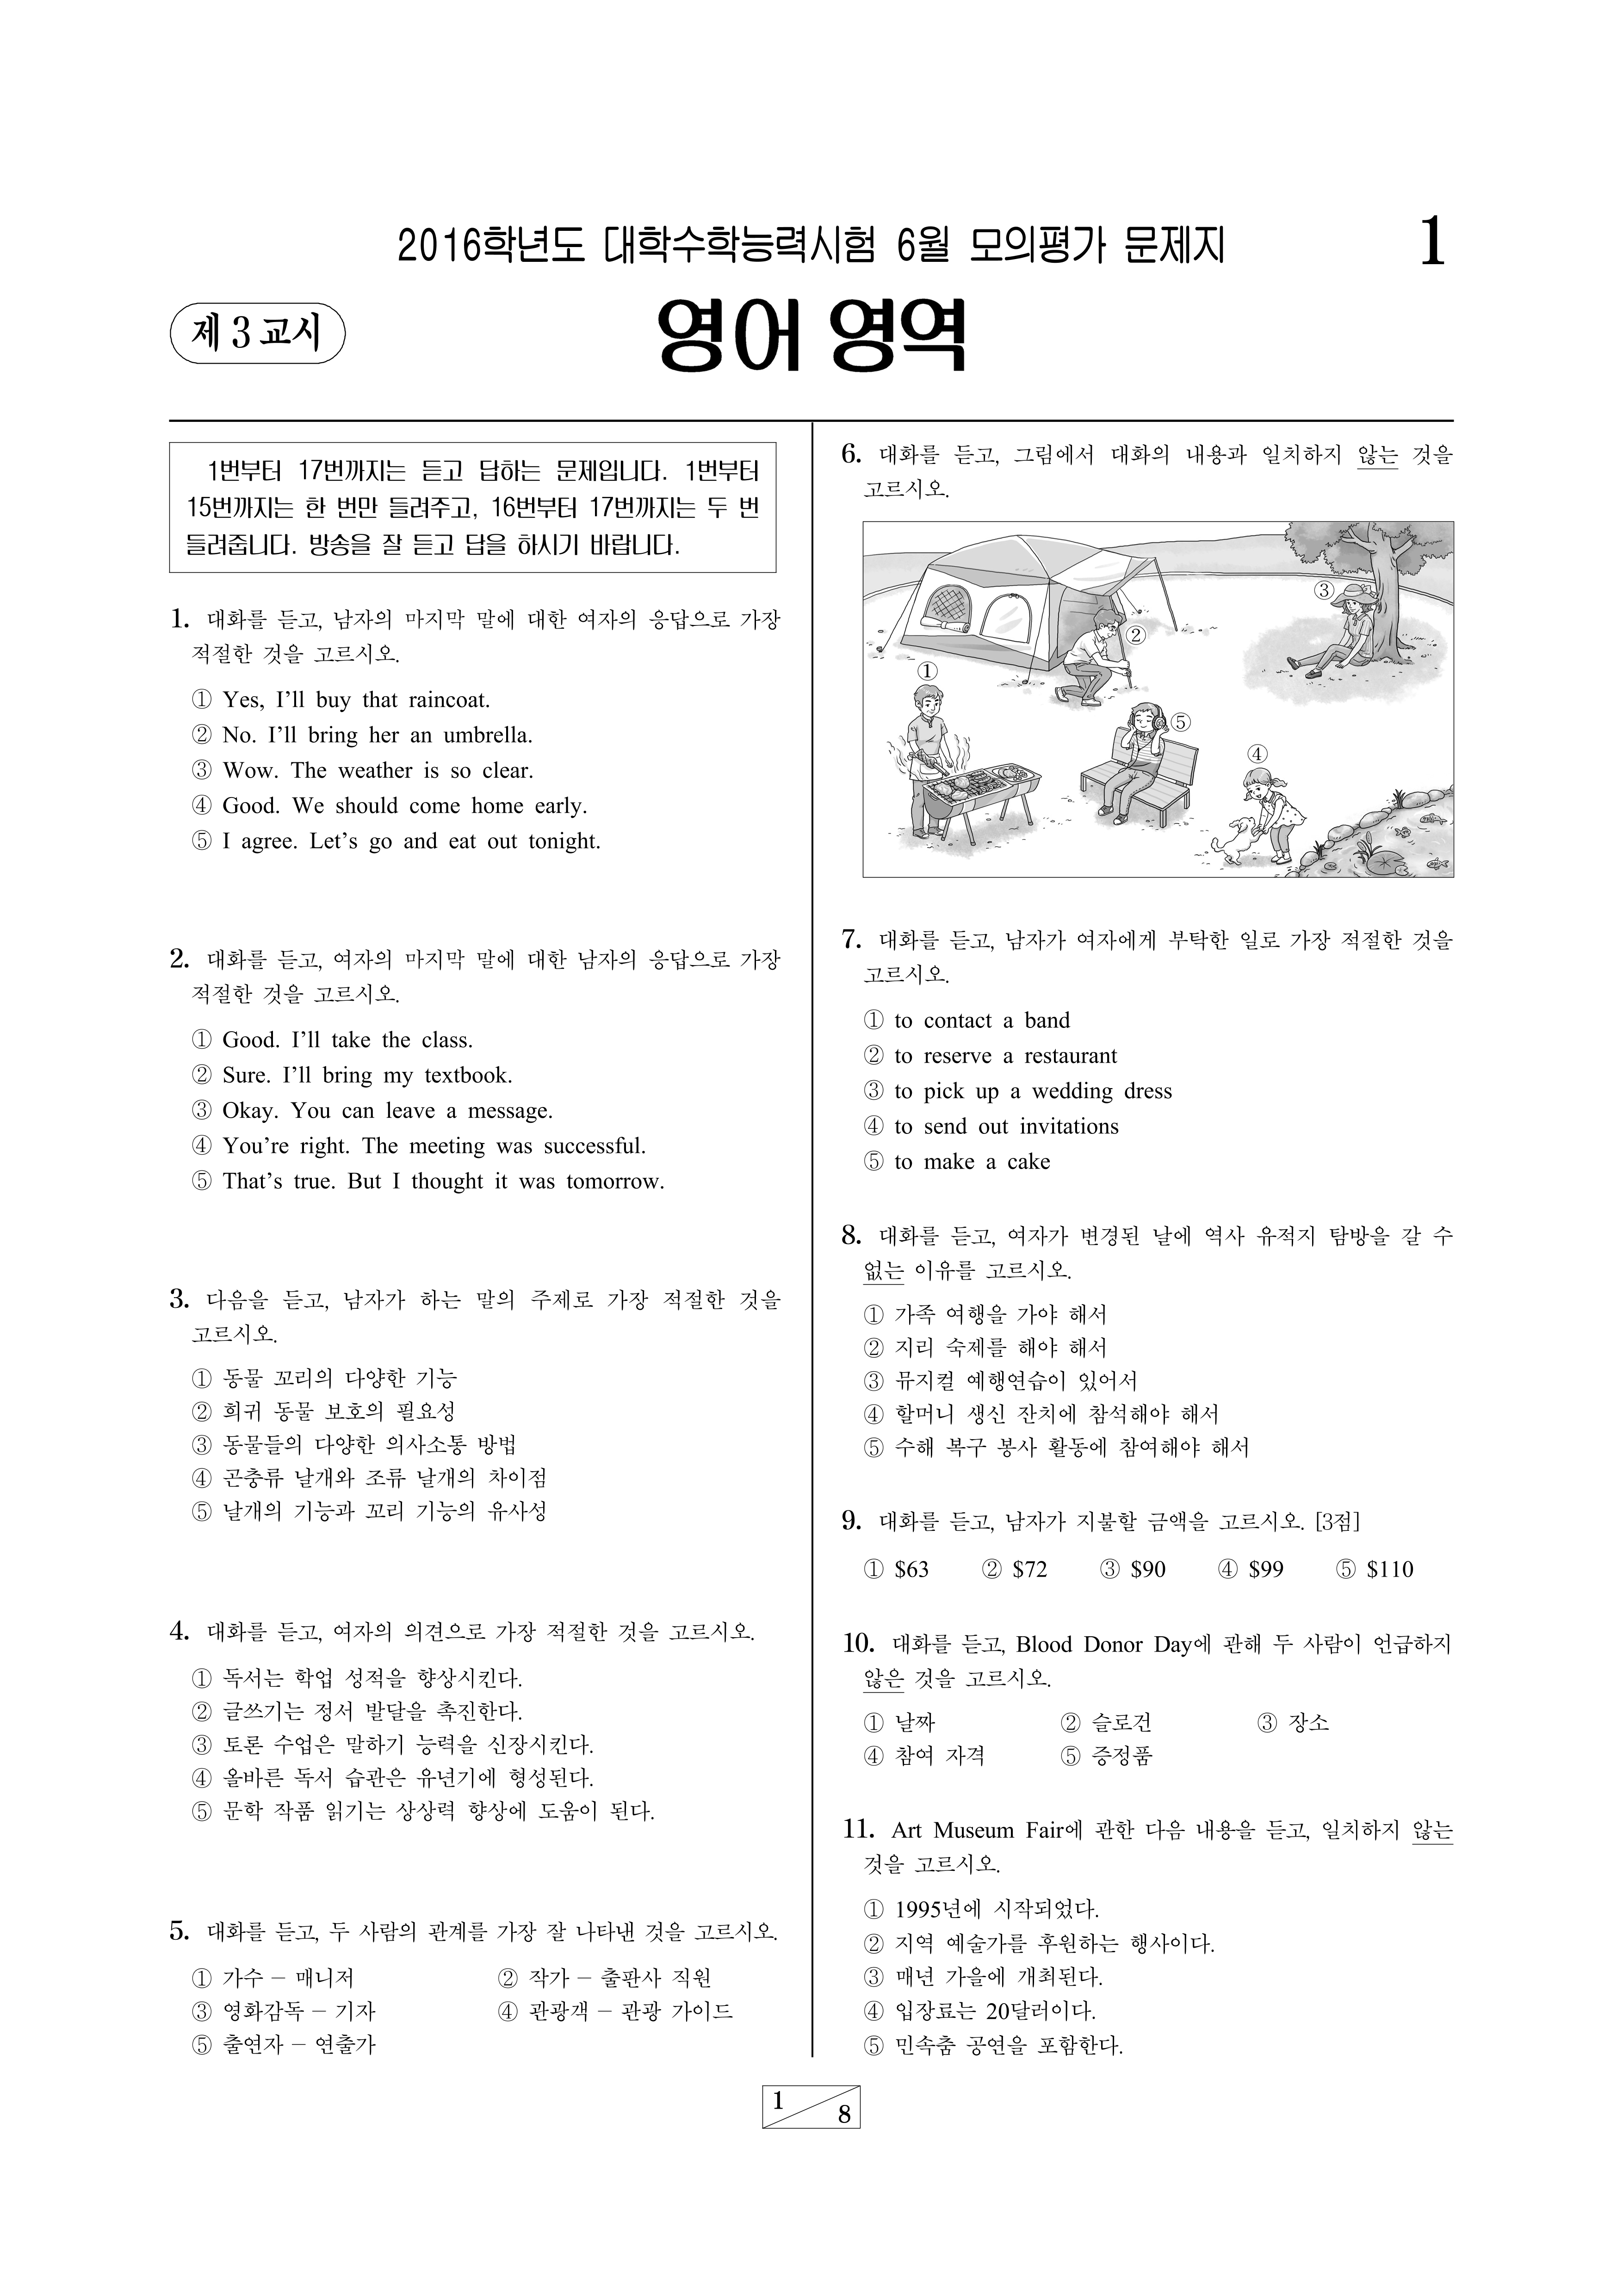 2016학년도 대학수학능력시험 6월 모의평가 문제지
1
제 3 교시
영어 영역
1번부터 17번까지는 듣고 답하는 문제입니다. 1번부터
15번까지는 한 번만 들려주고, 16번부터 17번까지는 두 번
들려줍니다. 방송을 잘 듣고 답을 하시기 바랍니다.
1. 대화를 듣고, 남자의 마지막 말에 대한 여자의 응답으로 가장
적절한 것을 고르시오.
① Yes, I’ll buy that raincoat.
② No. I’ll bring her an umbrella.
③ Wow. The weather is so clear.
④ Good. We should come home early.
⑤ I agree. Let’s go and eat out tonight.
2. 대화를 듣고, 여자의 마지막 말에 대한 남자의 응답으로 가장
적절한 것을 고르시오.
① Good. I’ll take the class.
② Sure. I’ll bring my textbook.
③ Okay. You can leave a message.
④ You’re right. The meeting was successful.
⑤ That’s true. But I thought it was tomorrow.
3. 다음을 듣고, 남자가 하는 말의 주제로 가장 적절한 것을
고르시오.
① 동물 꼬리의 다양한 기능
② 희귀 동물 보호의 필요성
③ 동물들의 다양한 의사소통 방법
④ 곤충류 날개와 조류 날개의 차이점
⑤ 날개의 기능과 꼬리 기능의 유사성
4. 대화를 듣고, 여자의 의견으로 가장 적절한 것을 고르시오.
① 독서는 학업 성적을 향상시킨다.
② 글쓰기는 정서 발달을 촉진한다.
③ 토론 수업은 말하기 능력을 신장시킨다.
④ 올바른 독서 습관은 유년기에 형성된다.
⑤ 문학 작품 읽기는 상상력 향상에 도움이 된다.
5. 대화를 듣고, 두 사람의 관계를 가장 잘 나타낸 것을 고르시오.
① 가수 – 매니저 ② 작가 – 출판사 직원
③ 영화감독 – 기자 ④ 관광객 – 관광 가이드
⑤ 출연자 – 연출가
6. 대화를 듣고, 그림에서 대화의 내용과 일치하지 않는 것을
고르시오.
③
②
①
⑤
④
7. 대화를 듣고, 남자가 여자에게 부탁한 일로 가장 적절한 것을
고르시오.
① to contact a band
② to reserve a restaurant
③ to pick up a wedding dress
④ to send out invitations
⑤ to make a cake
8. 대화를 듣고, 여자가 변경된 날에 역사 유적지 탐방을 갈 수
없는 이유를 고르시오.
① 가족 여행을 가야 해서
② 지리 숙제를 해야 해서
③ 뮤지컬 예행연습이 있어서
④ 할머니 생신 잔치에 참석해야 해서
⑤ 수해 복구 봉사 활동에 참여해야 해서
9. 대화를 듣고, 남자가 지불할 금액을 고르시오. [3점]
① $63 ② $72 ③ $90 ④ $99 ⑤ $110
10. 대화를 듣고, Blood Donor Day에 관해 두 사람이 언급하지
않은 것을 고르시오.
① 날짜 ② 슬로건 ③ 장소
④ 참여 자격 ⑤ 증정품
11. Art Museum Fair에 관한 다음 내용을 듣고, 일치하지 않는
것을 고르시오.
① 1995년에 시작되었다.
② 지역 예술가를 후원하는 행사이다.
③ 매년 가을에 개최된다.
④ 입장료는 20달러이다.
⑤ 민속춤 공연을 포함한다.
1
8